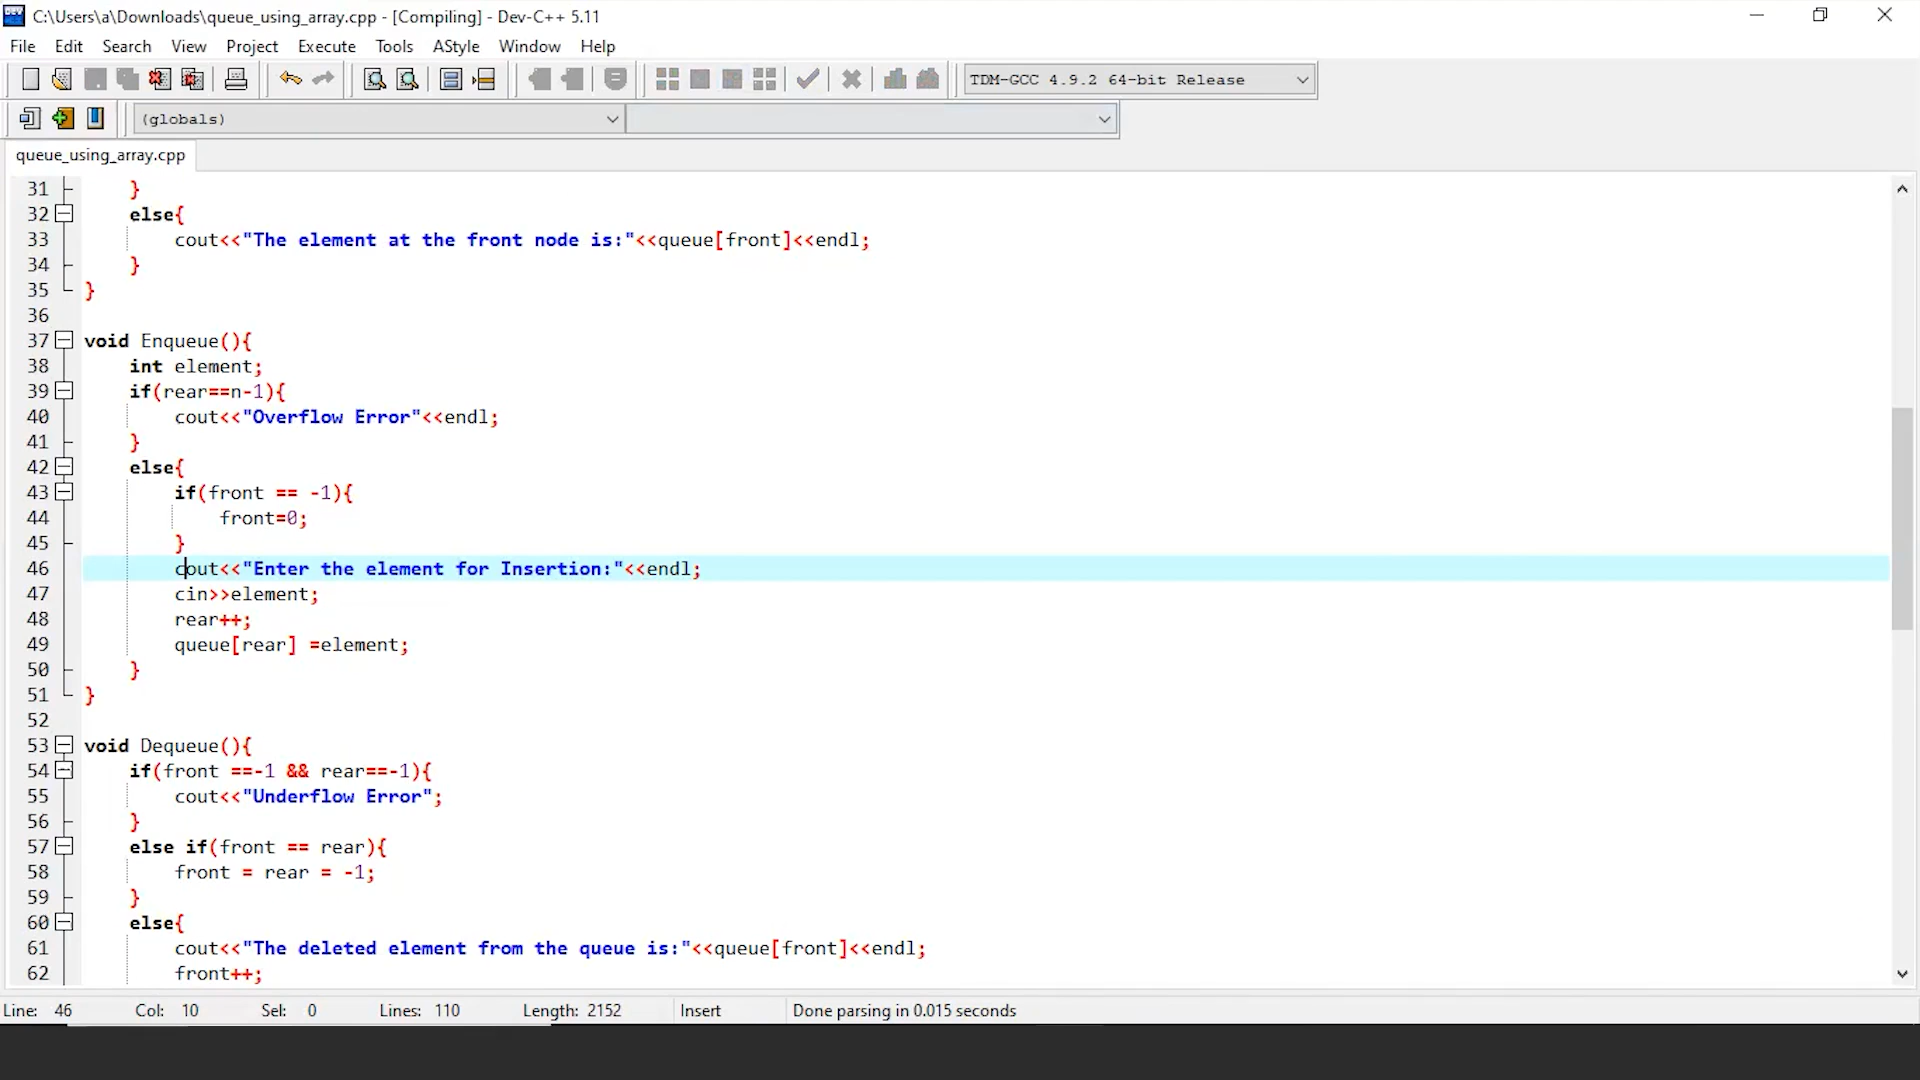 C:\Users\a\Downloads\queue_using_array.cpp - [Compiling] - Dev-C++ 5.11
File Edit Search View Project Execute Tools AStyle Window Help
TDM-GCC 4.9.2 64-bit Release
(globals)
queue_using_array.cpp
31 }
32 else{
33 cout<<"The element at the front node is:"<<queue[front]<<endl;
34 }
35 }
36
37 void Enqueue(){
38 int element;
39 if(rear==n-1){
40 cout<<"Overflow Error"<<endl;
41 }
42 else{
43 if(front == -1){
44 front=0;
45 }
46 cout<<"Enter the element for Insertion:"<<endl;
47 cin>>element;
48 rear++;
49 queue[rear] =element;
50 }
51 }
52
53 void Dequeue(){
54 if(front ==-1 && rear==-1){
55 cout<<"Underflow Error";
56 }
57 else if(front == rear){
58 front = rear = -1;
59 }
60 else{
61 cout<<"The deleted element from the queue is:"<<queue[front]<<endl;
62 front++;
Line: 46 Col: 10 Sel: 0 Lines: 110 Length: 2152 Insert Done parsing in 0.015 seconds